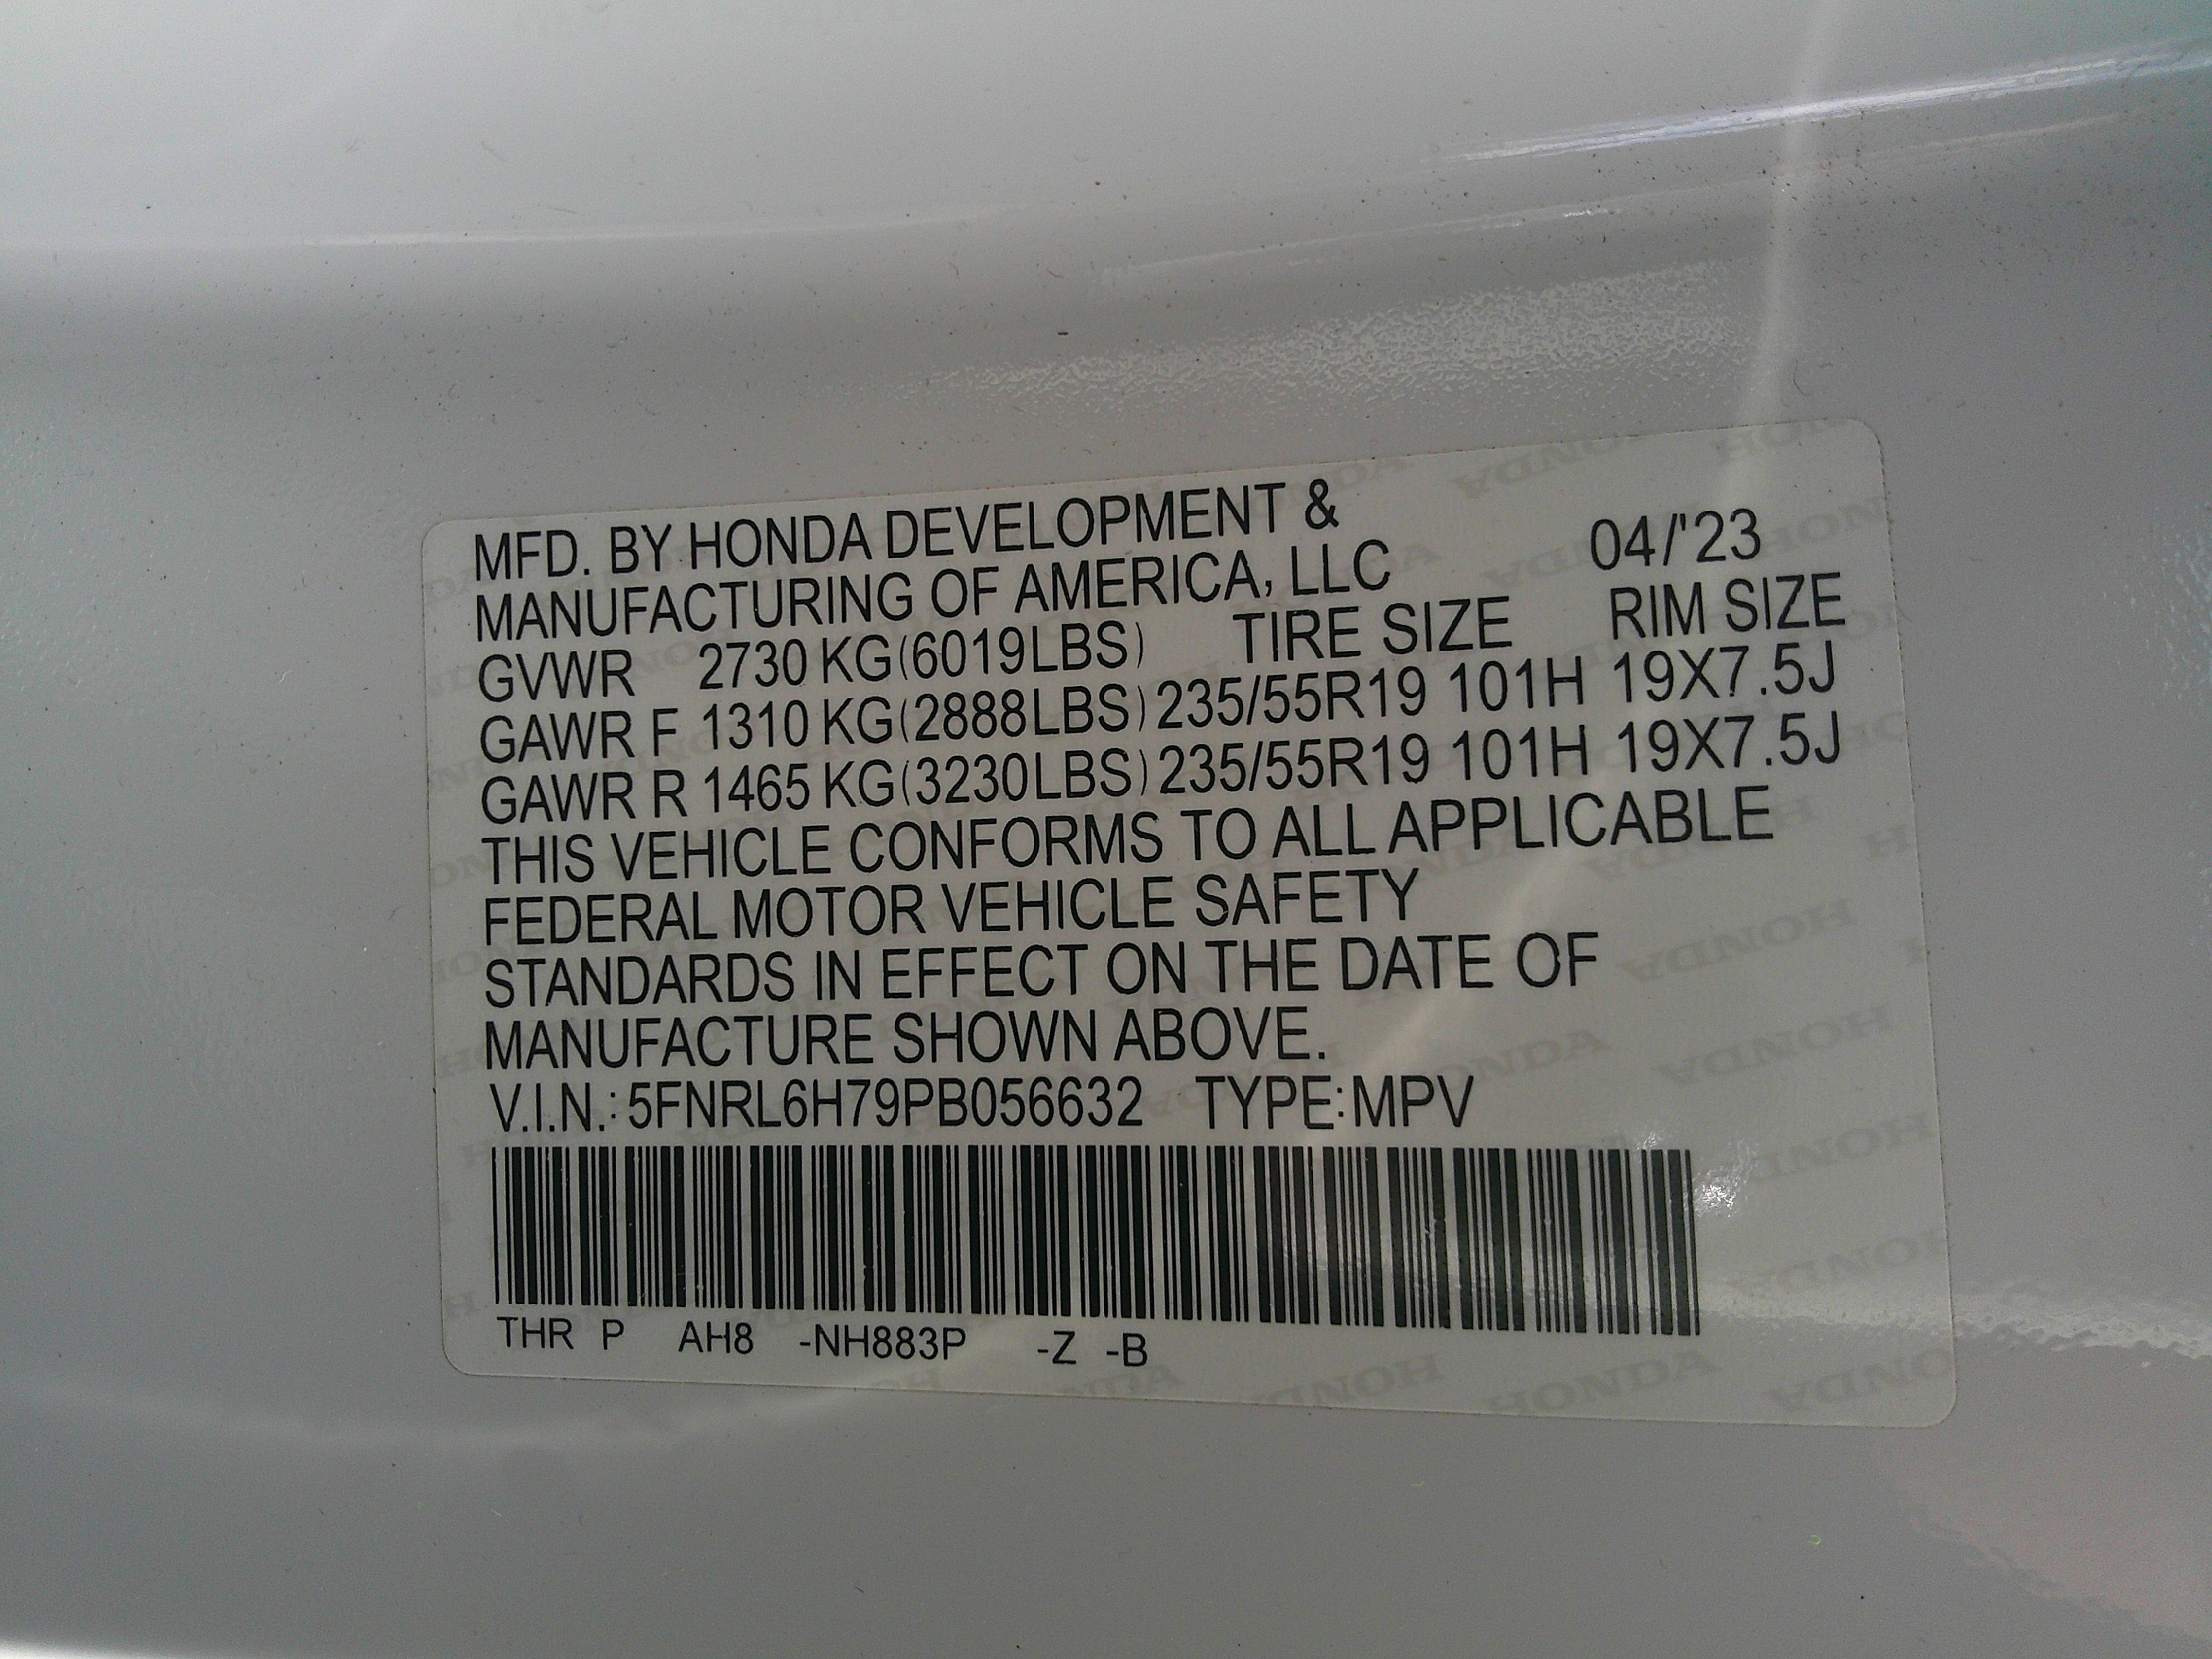 MFD. BY HONDA DEVELOPMENT &
MANUFACTURING OF AMERICA, LLC 04/'23
GVWR 2730 KG(6019LBS) TIRE SIZE RIM SIZE
GAWR F 1310 KG(2888LBS) 235/55R19 101H 19X7.5J
GAWR R 1465 KG(3230LBS) 235/55R19 101H 19X7.5J
THIS VEHICLE CONFORMS TO ALL APPLICABLE
FEDERAL MOTOR VEHICLE SAFETY
STANDARDS IN EFFECT ON THE DATE OF
MANUFACTURE SHOWN ABOVE.
V.I.N.: 5FNRL6H79PB056632 TYPE:MPV
THR P AH8 -NH883P -Z -B